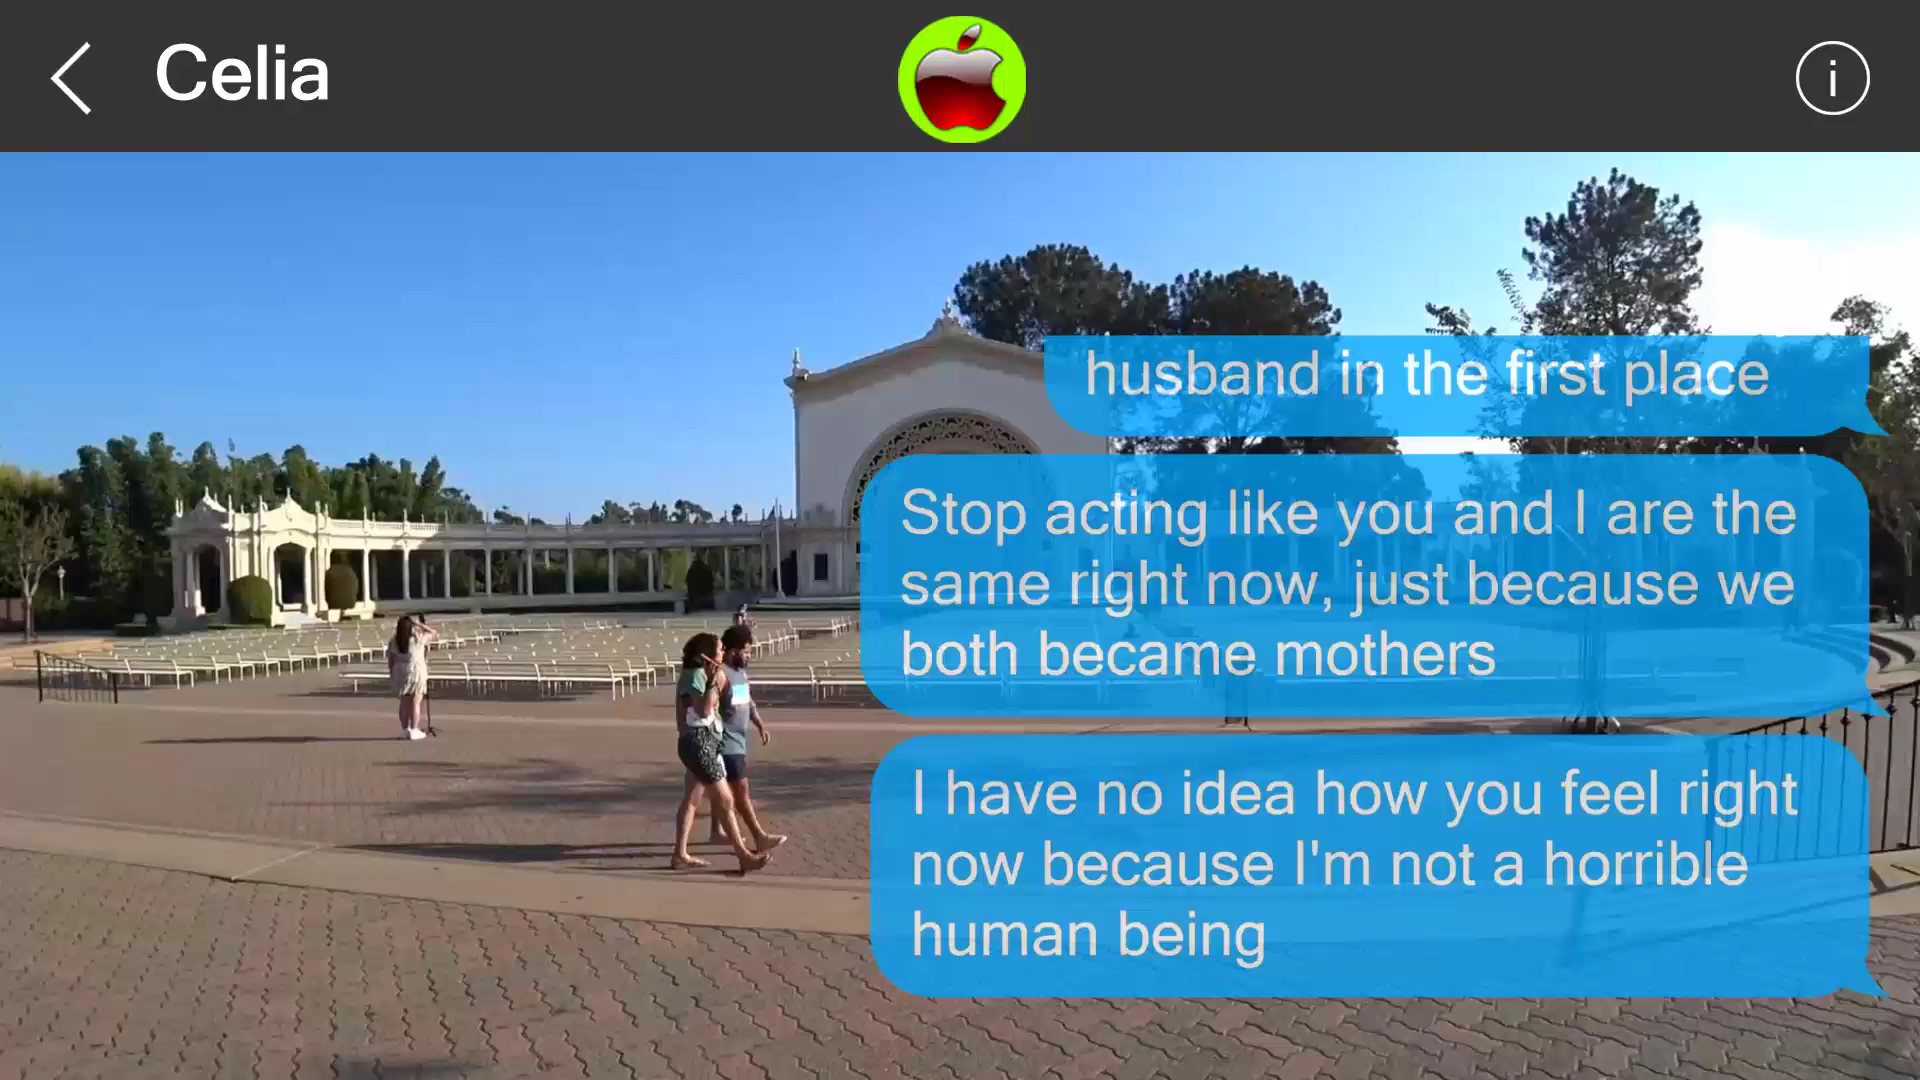 Celia
i
husband in the first place
Stop acting like you and I are the
same right now, just because we
both became mothers
I have no idea how you feel right
now because I'm not a horrible
human being